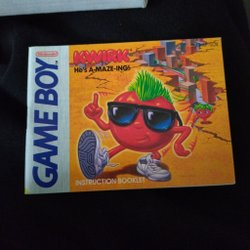 Nintendo
GAME BOY
KWIRK
HE'S A-MAZE-ING!
INSTRUCTION BOOKLET